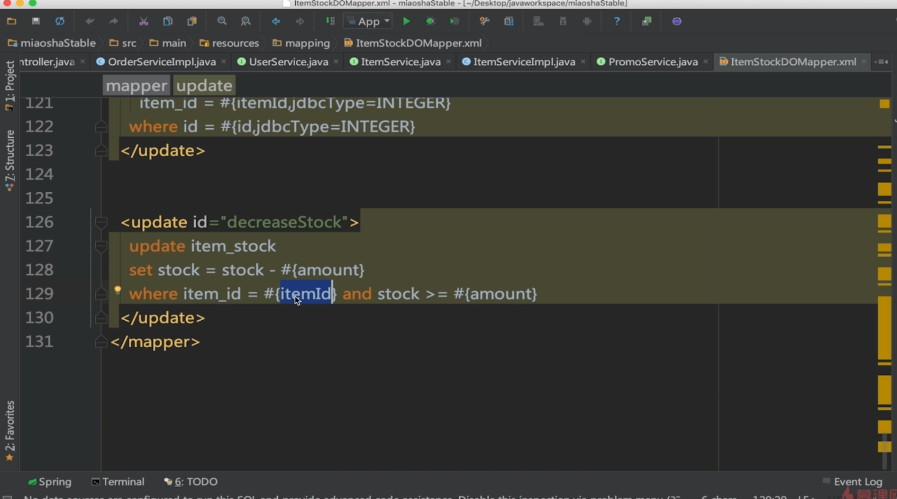 ItemStockDOMapper.xml - miaoshaStable - [~/Desktop/javaworkspace/miaoshaStable]
App
miaoshaStable src main resources mapping ItemStockDOMapper.xml
ntroller.java OrderServiceImpl.java UserService.java ItemService.java ItemServiceImpl.java PromoService.java ItemStockDOMapper.xml
1: Project
7: Structure
2: Favorites
mapper update
121 item_id = #{itemId,jdbcType=INTEGER}
122 where id = #{id,jdbcType=INTEGER}
123 </update>
124
125
126 <update id="decreaseStock">
127 update item_stock
128 set stock = stock - #{amount}
129 where item_id = #{itemId} and stock >= #{amount}
130 </update>
131 </mapper>
Spring Terminal 6: TODO Event Log
No data sources are configured to run this SQL and provide advanced code assistance. Disable this inspection via problem menu